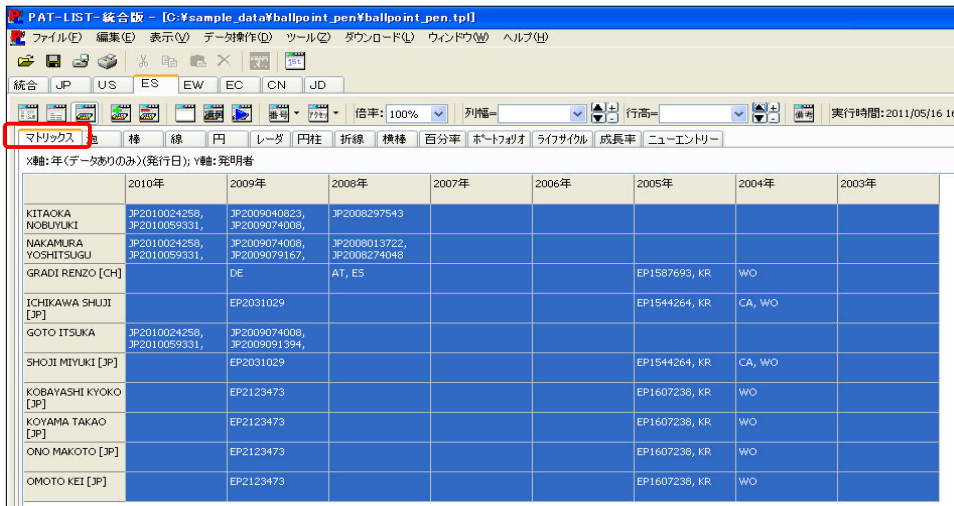 PAT-LIST-統合版 - [C:¥sample_data¥ballpoint_pen¥ballpoint_pen.tpl]
ファイル(F) 編集(E) 表示(V) データ操作(D) ツール(Z) ダウンロード(L) ウィンドウ(W) ヘルプ(H)
統合 JP US ES EW EC CN JD
選択 番号 倍率: 100% 列幅= 行高= 備考 実行時間:2011/05/16 1
マトリックス 棒 線 円 レーダ 円柱 折線 横棒 百分率 ポートフォリオ ライフサイクル 成長率 ニューエントリー
X軸:年(データありのみ)(発行日); Y軸:発明者
2010年 2009年 2008年 2007年 2006年 2005年 2004年 2003年
KITAOKA JP2010024258, JP2009040823, JP2008297543
NOBUYUKI JP2010059331, JP2009074008,
NAKAMURA JP2010024258, JP2009074008, JP2008013722,
YOSHITSUGU JP2010059331, JP2009079167, JP2008274048
GRADI RENZO [CH] DE AT, ES EP1587693, KR WO
ICHIKAWA SHUJI EP2031029 EP1544264, KR CA, WO
[JP]
GOTO ITSUKA JP2010024258, JP2009074008,
JP2010059331, JP2009091394,
SHOJI MIYUKI [JP] EP2031029 EP1544264, KR CA, WO
KOBAYASHI KYOKO EP2123473 EP1607238, KR WO
[JP]
KOYAMA TAKAO EP2123473 EP1607238, KR WO
[JP]
ONO MAKOTO [JP] EP2123473 EP1607238, KR WO
OMOTO KEI [JP] EP2123473 EP1607238, KR WO